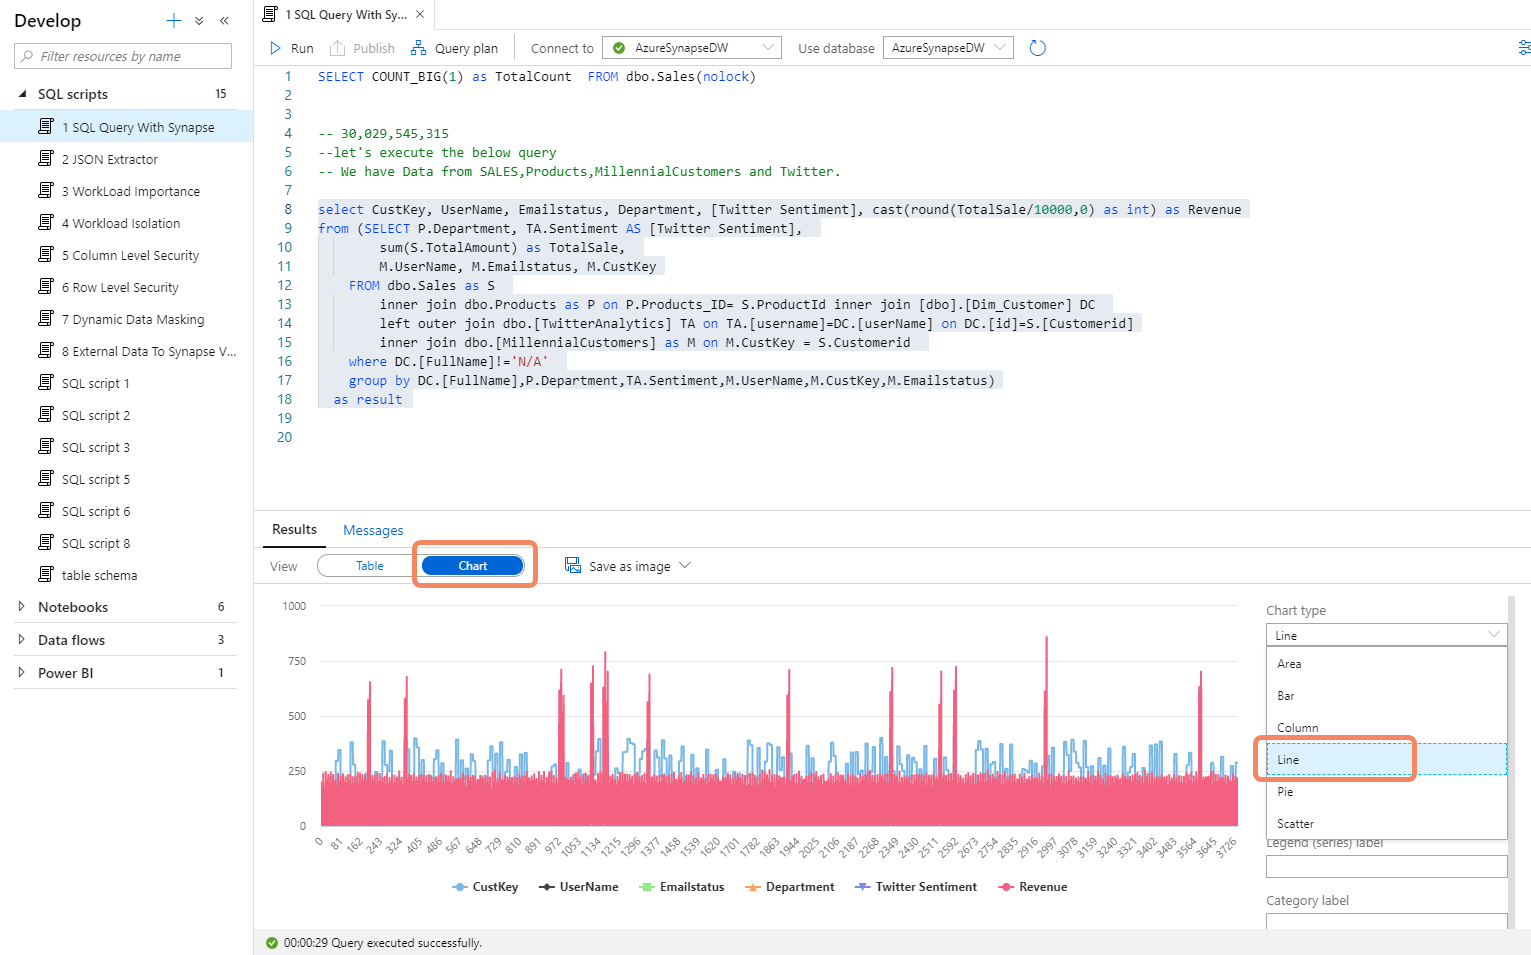 Develop
Filter resources by name
SQL scripts 15
1 SQL Query With Synapse
2 JSON Extractor
3 WorkLoad Importance
4 Workload Isolation
5 Column Level Security
6 Row Level Security
7 Dynamic Data Masking
8 External Data To Synapse V...
SQL script 1
SQL script 2
SQL script 3
SQL script 5
SQL script 6
SQL script 8
table schema
Notebooks 6
Data flows 3
Power BI 1
1 SQL Query With Sy...
Run Publish Query plan Connect to AzureSynapseDW Use database AzureSynapseDW
1 SELECT COUNT_BIG(1) as TotalCount FROM dbo.Sales(nolock)
2
3
4 -- 30,029,545,315
5 --let's execute the below query
6 -- We have Data from SALES,Products,MillennialCustomers and Twitter.
7
8 select CustKey, UserName, Emailstatus, Department, [Twitter Sentiment], cast(round(TotalSale/10000,0) as int) as Revenue
9 from (SELECT P.Department, TA.Sentiment AS [Twitter Sentiment],
10 sum(S.TotalAmount) as TotalSale,
11 M.UserName, M.Emailstatus, M.CustKey
12 FROM dbo.Sales as S
13 inner join dbo.Products as P on P.Products_ID= S.ProductId inner join [dbo].[Dim_Customer] DC
14 left outer join dbo.[TwitterAnalytics] TA on TA.[username]=DC.[userName] on DC.[id]=S.[Customerid]
15 inner join dbo.[MillennialCustomers] as M on M.CustKey = S.Customerid
16 where DC.[FullName]!='N/A'
17 group by DC.[FullName],P.Department,TA.Sentiment,M.UserName,M.CustKey,M.Emailstatus)
18 as result
19
20
Results Messages
View Table Chart Save as image
1000
750
500
250
0
0 81 162 243 324 405 486 567 648 729 810 891 972 1053 1134 1215 1296 1377 1458 1539 1620 1701 1782 1863 1944 2025 2106 2187 2268 2349 2430 2511 2592 2673 2754 2835 2916 2997 3078 3159 3240 3321 3402 3483 3564 3645 3726
CustKey UserName Emailstatus Department Twitter Sentiment Revenue
Chart type
Line
Area
Bar
Column
Line
Pie
Scatter
Legend (series) label
Category label
00:00:29 Query executed successfully.